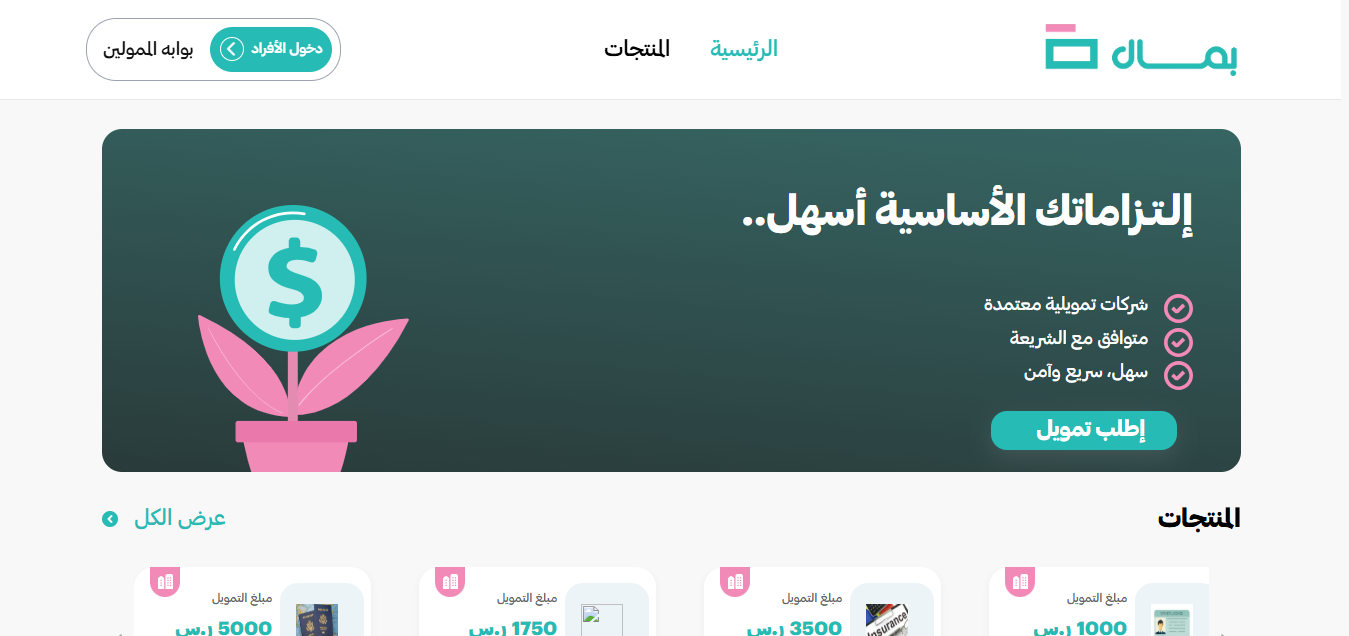 بمال
الرئيسية
المنتجات
دخول الأفراد
بوابه الممولين
إلتزاماتك الأساسية أسهل..
شركات تمويلية معتمدة
متوافق مع الشريعة
سهل، سريع وآمن
إطلب تمويل
$
المنتجات
عرض الكل
مبلغ التمويل
1000 ر.س
مبلغ التمويل
3500 ر.س
Insurance
مبلغ التمويل
1750 ر.س
مبلغ التمويل
5000 ر.س